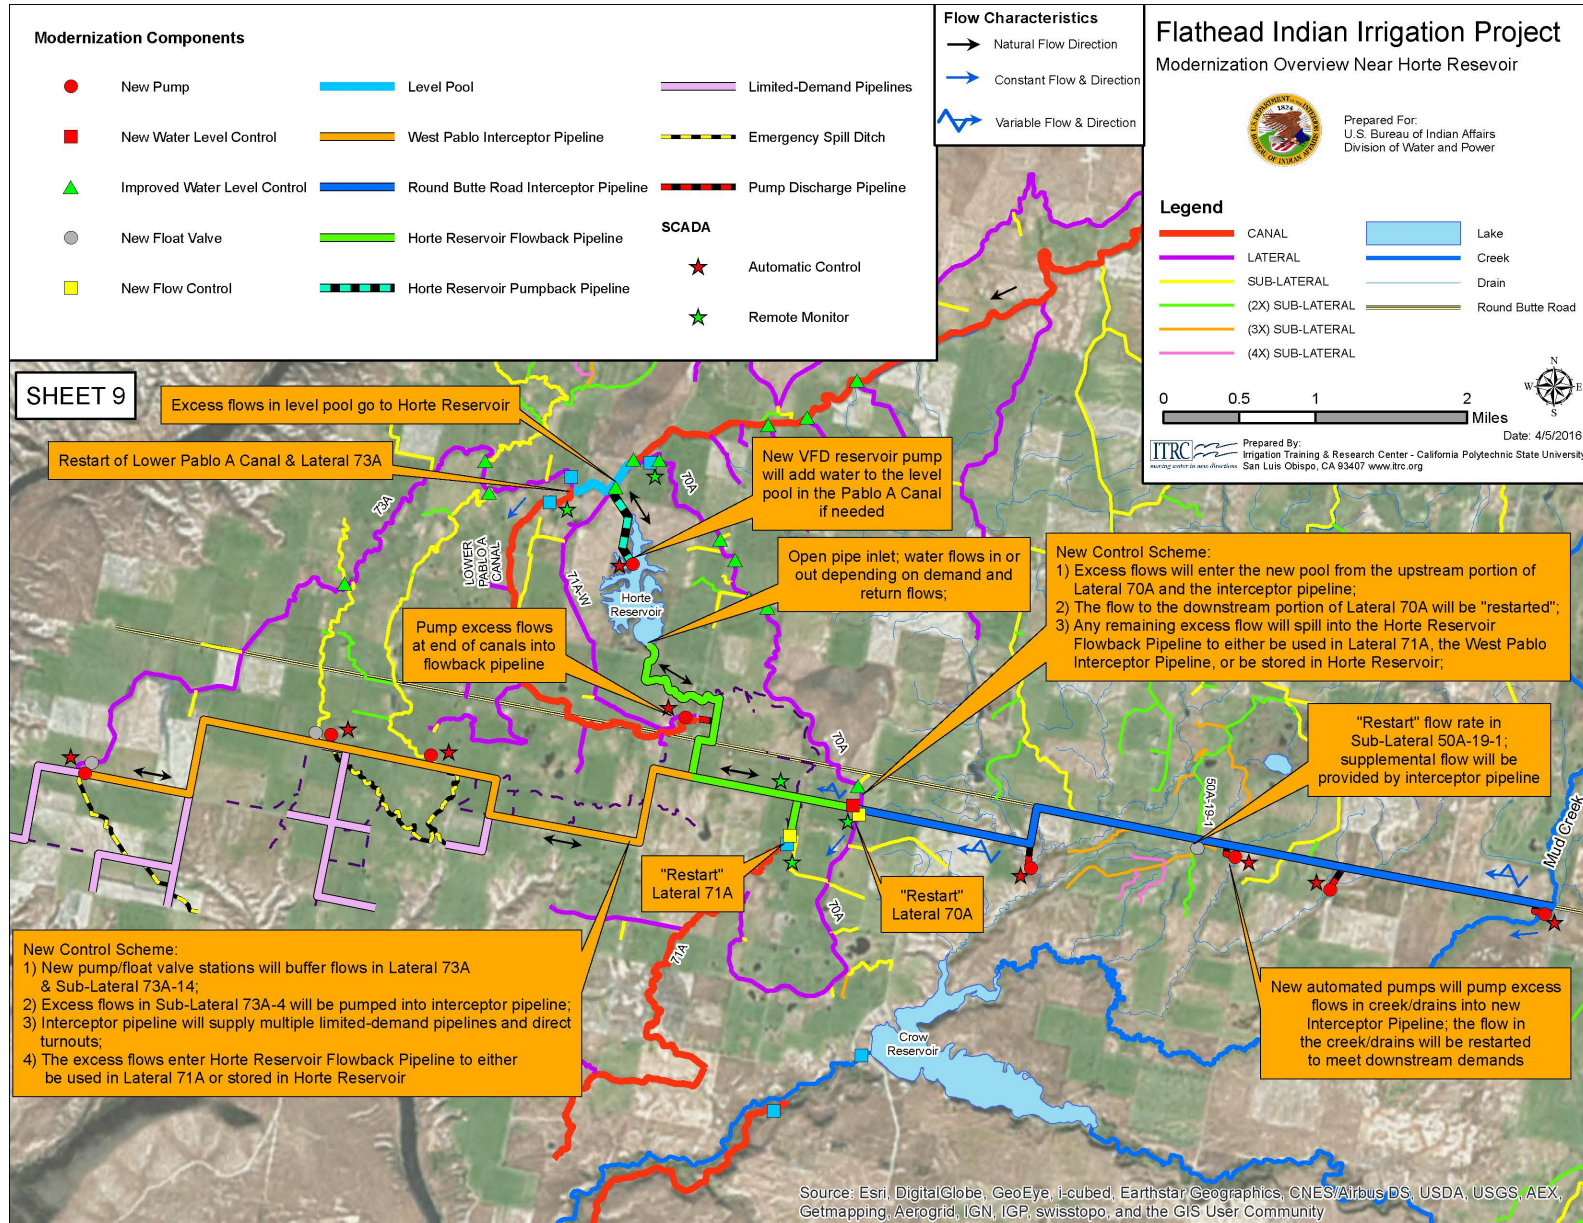 Modernization Components
New Pump
New Water Level Control
Improved Water Level Control
New Float Valve
New Flow Control
Level Pool
West Pablo Interceptor Pipeline
Round Butte Road Interceptor Pipeline
Horte Reservoir Flowback Pipeline
Horte Reservoir Pumpback Pipeline
Limited-Demand Pipelines
Emergency Spill Ditch
Pump Discharge Pipeline
SCADA
Automatic Control
Remote Monitor
Flow Characteristics
Natural Flow Direction
Constant Flow & Direction
Variable Flow & Direction
Flathead Indian Irrigation Project
Modernization Overview Near Horte Resevoir
U.S. DEPARTMENT OF THE INTERIOR
1824
BUREAU OF INDIAN AFFAIRS
Prepared For:
U.S. Bureau of Indian Affairs
Division of Water and Power
Legend
CANAL
LATERAL
SUB-LATERAL
(2X) SUB-LATERAL
(3X) SUB-LATERAL
(4X) SUB-LATERAL
Lake
Creek
Drain
Round Butte Road
N
W
E
S
0 0.5 1 2
Miles
Date: 4/5/2016
ITRC
moving water in new directions
Prepared By:
Irrigation Training & Research Center - California Polytechnic State University
San Luis Obispo, CA 93407 www.itrc.org
SHEET 9
Excess flows in level pool go to Horte Reservoir
Restart of Lower Pablo A Canal & Lateral 73A
New VFD reservoir pump
will add water to the level
pool in the Pablo A Canal
if needed
70A
73A
LOWER
PABLO A
CANAL
71A-W
Horte
Reservoir
Open pipe inlet; water flows in or
out depending on demand and
return flows;
New Control Scheme:
1) Excess flows will enter the new pool from the upstream portion of
Lateral 70A and the interceptor pipeline;
2) The flow to the downstream portion of Lateral 70A will be "restarted";
3) Any remaining excess flow will spill into the Horte Reservoir
Flowback Pipeline to either be used in Lateral 71A, the West Pablo
Interceptor Pipeline, or be stored in Horte Reservoir;
Pump excess flows
at end of canals into
flowback pipeline
"Restart" flow rate in
Sub-Lateral 50A-19-1;
supplemental flow will be
provided by interceptor pipeline
70A
50A-19-1
Mud Creek
"Restart"
Lateral 71A
"Restart"
Lateral 70A
70A
71A
New Control Scheme:
1) New pump/float valve stations will buffer flows in Lateral 73A
& Sub-Lateral 73A-14;
2) Excess flows in Sub-Lateral 73A-4 will be pumped into interceptor pipeline;
3) Interceptor pipeline will supply multiple limited-demand pipelines and direct
turnouts;
4) The excess flows enter Horte Reservoir Flowback Pipeline to either
be used in Lateral 71A or stored in Horte Reservoir
New automated pumps will pump excess
flows in creek/drains into new
Interceptor Pipeline; the flow in
the creek/drains will be restarted
to meet downstream demands
Crow
Reservoir
Source: Esri, DigitalGlobe, GeoEye, i-cubed, Earthstar Geographics, CNES/Airbus DS, USDA, USGS, AEX,
Getmapping, Aerogrid, IGN, IGP, swisstopo, and the GIS User Community